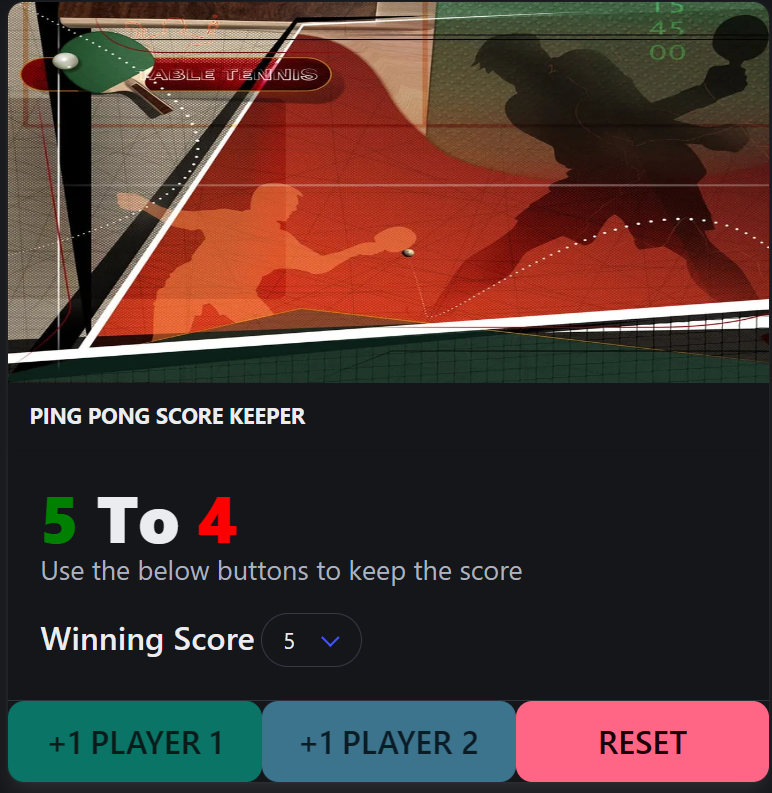 15
45
00
TABLE TENNIS
PING PONG SCORE KEEPER
5 To 4
Use the below buttons to keep the score
Winning Score 5
+1 PLAYER 1 +1 PLAYER 2 RESET